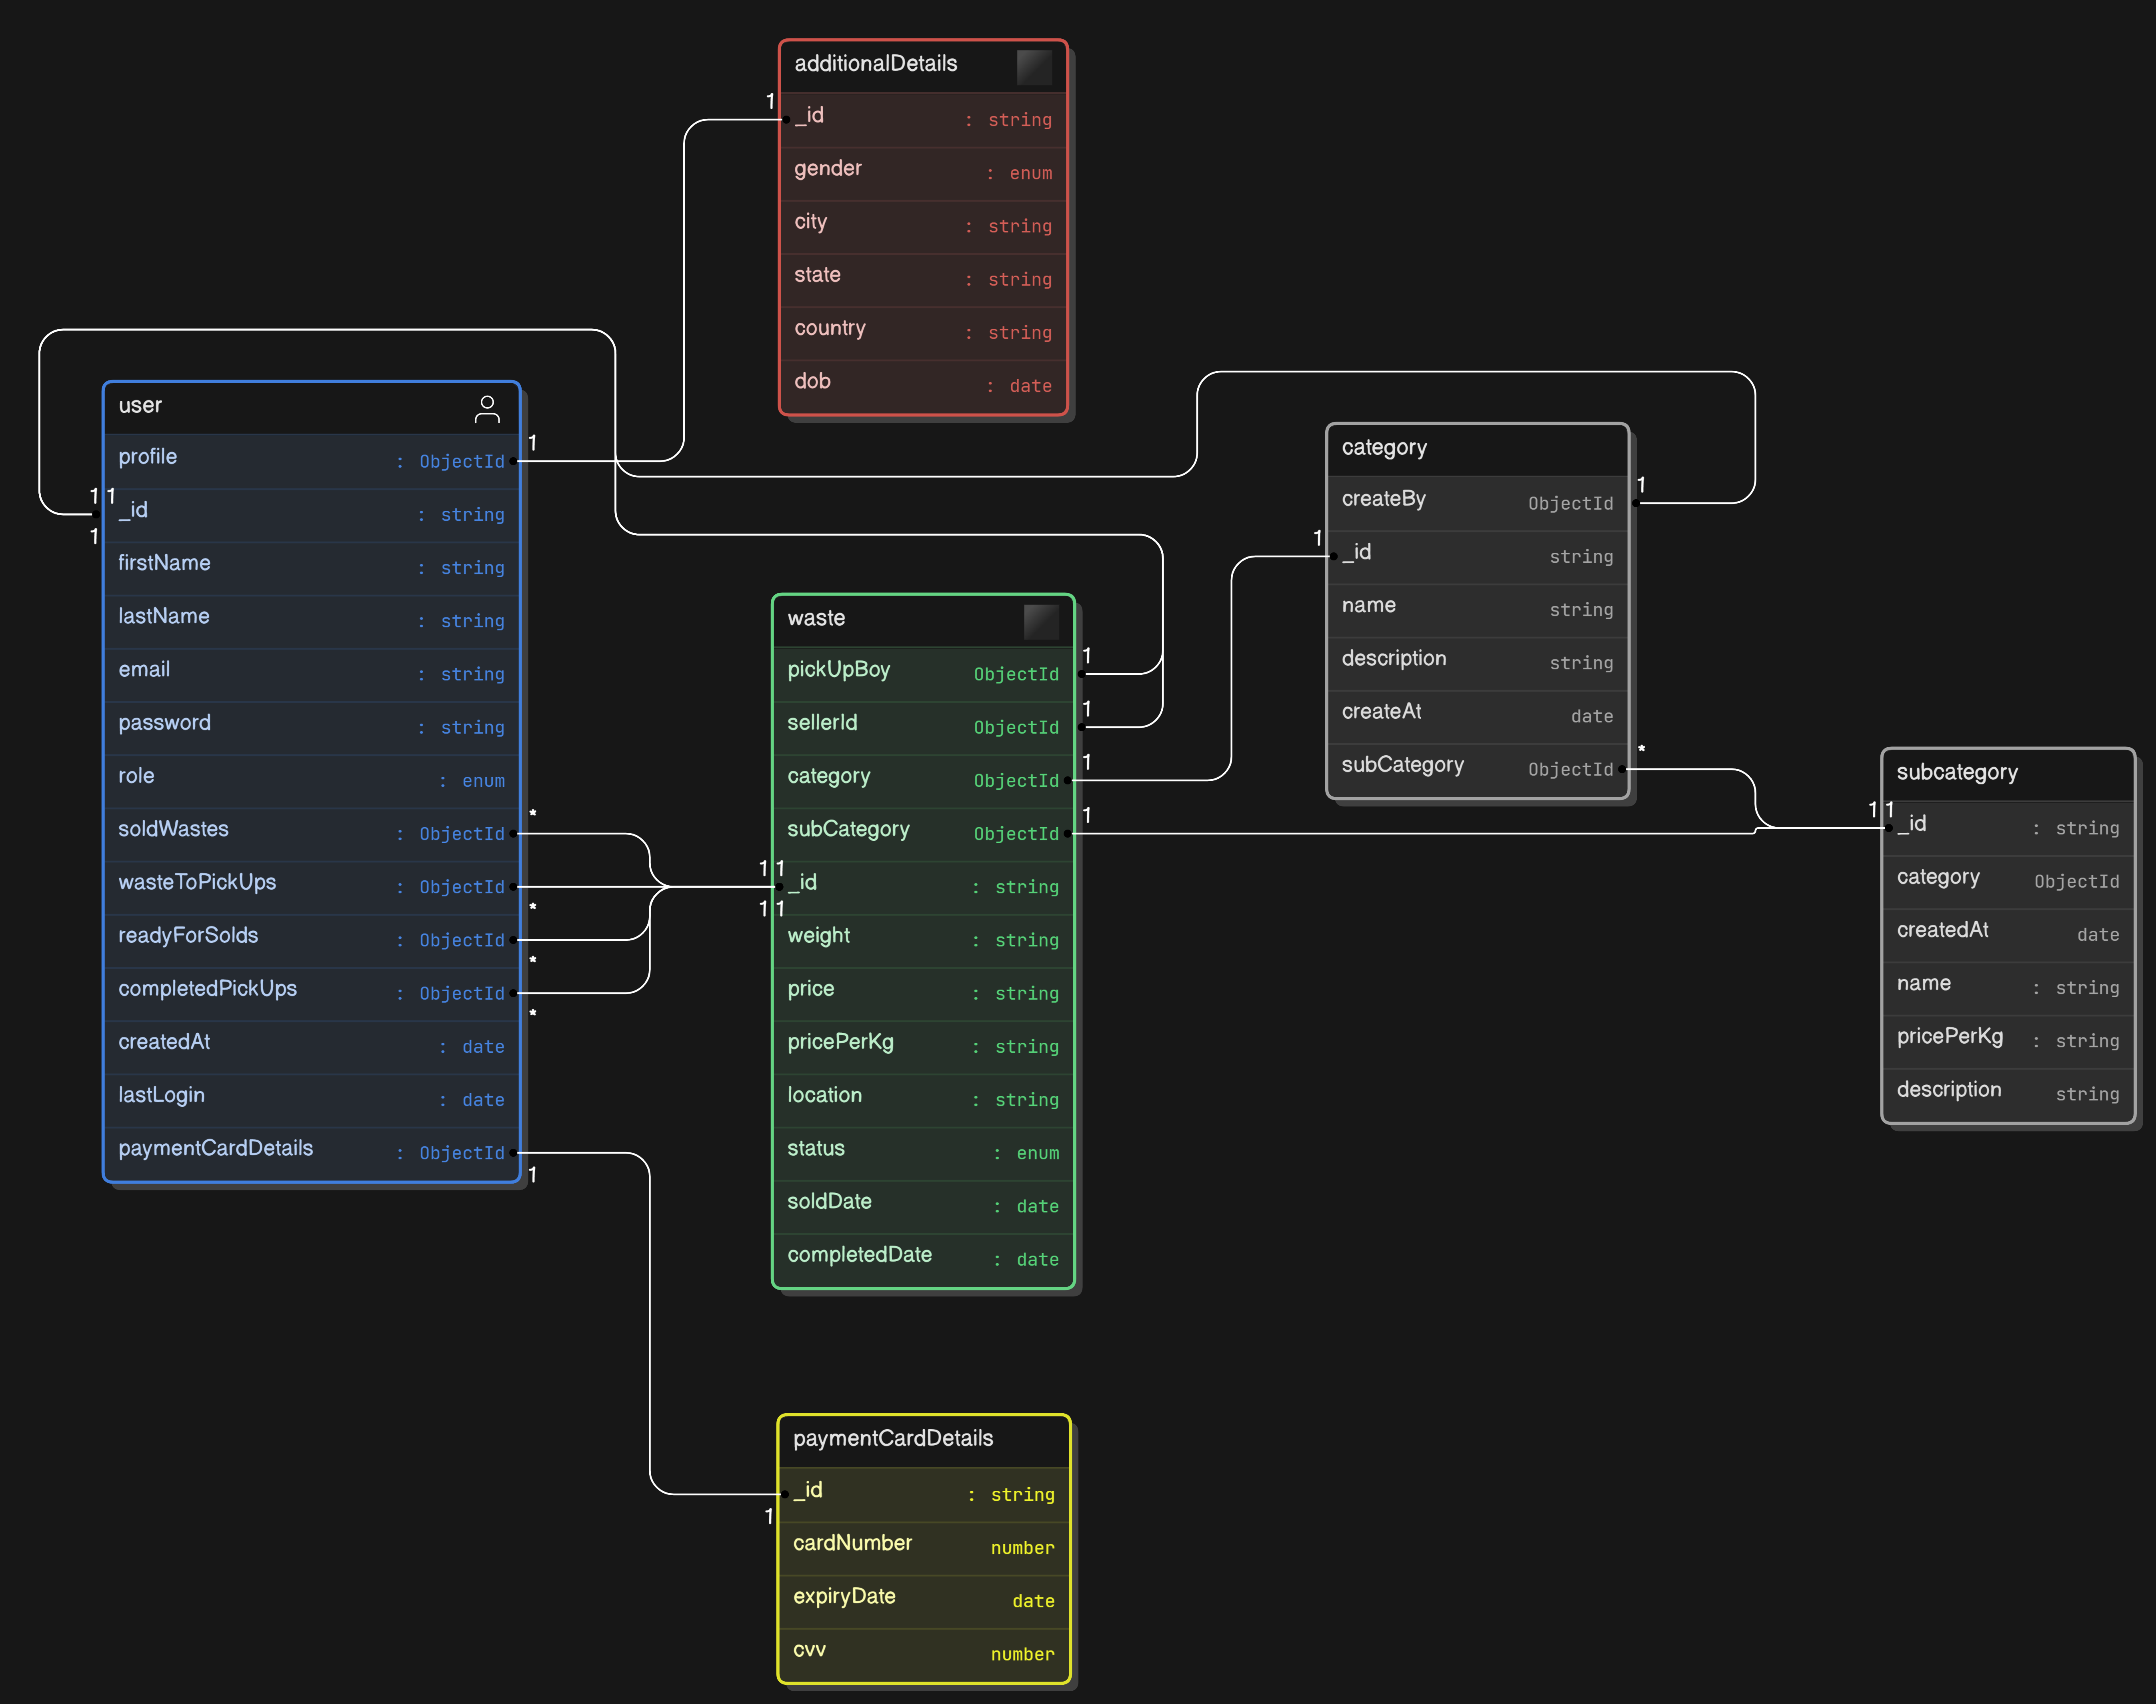 additionalDetails
_id : string
gender : enum
city : string
state : string
country : string
dob : date
1
user
profile : ObjectId
_id : string
firstName : string
lastName : string
email : string
password : string
role : enum
soldWastes : ObjectId
wasteToPickUps : ObjectId
readyForSolds : ObjectId
completedPickUps : ObjectId
createdAt : date
lastLogin : date
paymentCardDetails : ObjectId
1
1 1
1
*
*
*
*
1
waste
pickUpBoy ObjectId
sellerId ObjectId
category ObjectId
subCategory ObjectId
_id : string
weight : string
price : string
pricePerKg : string
location : string
status : enum
soldDate : date
completedDate : date
1
1
1
1
1 1
1 1
category
createBy ObjectId
_id string
name string
description string
createAt date
subCategory ObjectId
1
1
*
subcategory
_id : string
category ObjectId
createdAt date
name : string
pricePerKg : string
description string
1 1
paymentCardDetails
_id : string
cardNumber number
expiryDate date
cvv number
1